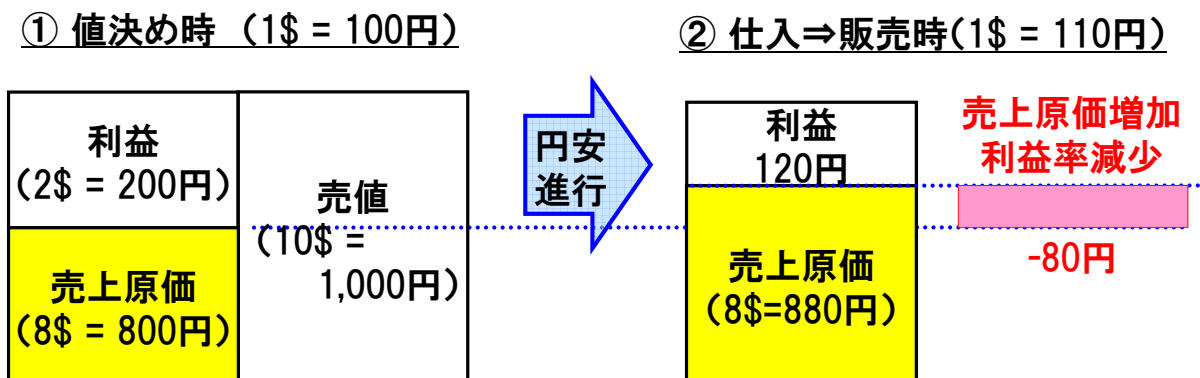 ① 値決め時 （1$ = 100円）
利益
（2$ = 200円）
売上原価
（8$ = 800円）
売値
（10$ =
1,000円）
円安
進行
② 仕入⇒販売時（1$ = 110円）
利益
120円
売上原価
（8$=880円）
売上原価増加
利益率減少
-80円